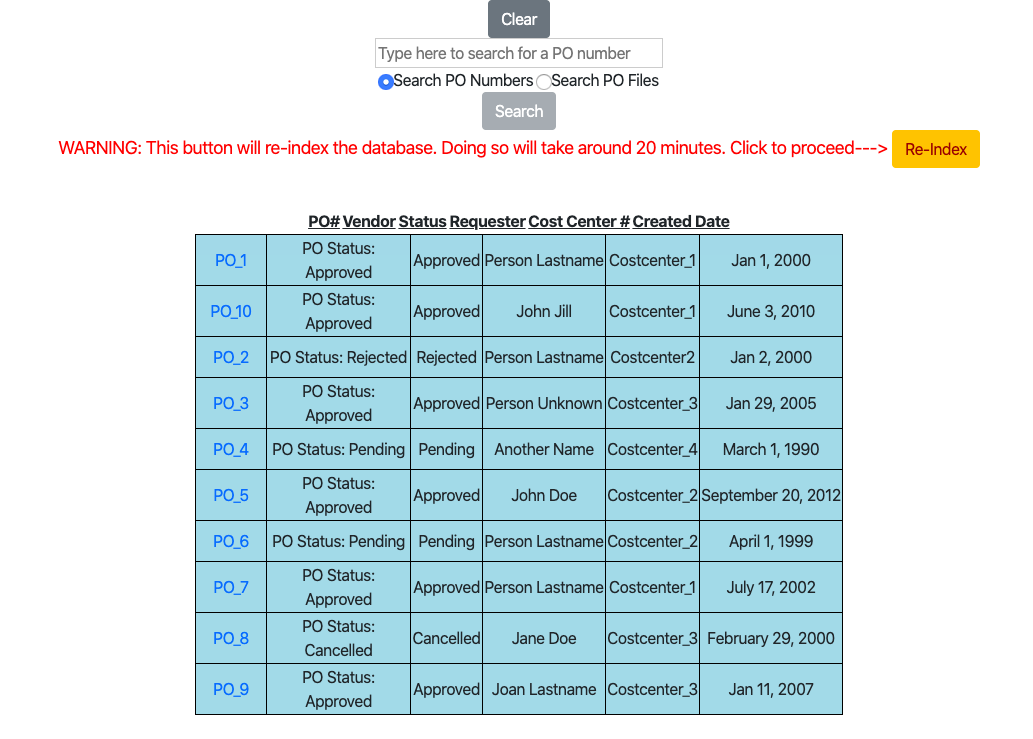 Clear
Type here to search for a PO number
Search PO Numbers Search PO Files
Search
WARNING: This button will re-index the database. Doing so will take around 20 minutes. Click to proceed---> Re-Index
PO# Vendor Status Requester Cost Center # Created Date
PO_1 PO Status: Approved Approved Person Lastname Costcenter_1 Jan 1, 2000
PO_10 PO Status: Approved Approved John Jill Costcenter_1 June 3, 2010
PO_2 PO Status: Rejected Rejected Person Lastname Costcenter2 Jan 2, 2000
PO_3 PO Status: Approved Approved Person Unknown Costcenter_3 Jan 29, 2005
PO_4 PO Status: Pending Pending Another Name Costcenter_4 March 1, 1990
PO_5 PO Status: Approved Approved John Doe Costcenter_2 September 20, 2012
PO_6 PO Status: Pending Pending Person Lastname Costcenter_2 April 1, 1999
PO_7 PO Status: Approved Approved Person Lastname Costcenter_1 July 17, 2002
PO_8 PO Status: Cancelled Cancelled Jane Doe Costcenter_3 February 29, 2000
PO_9 PO Status: Approved Approved Joan Lastname Costcenter_3 Jan 11, 2007